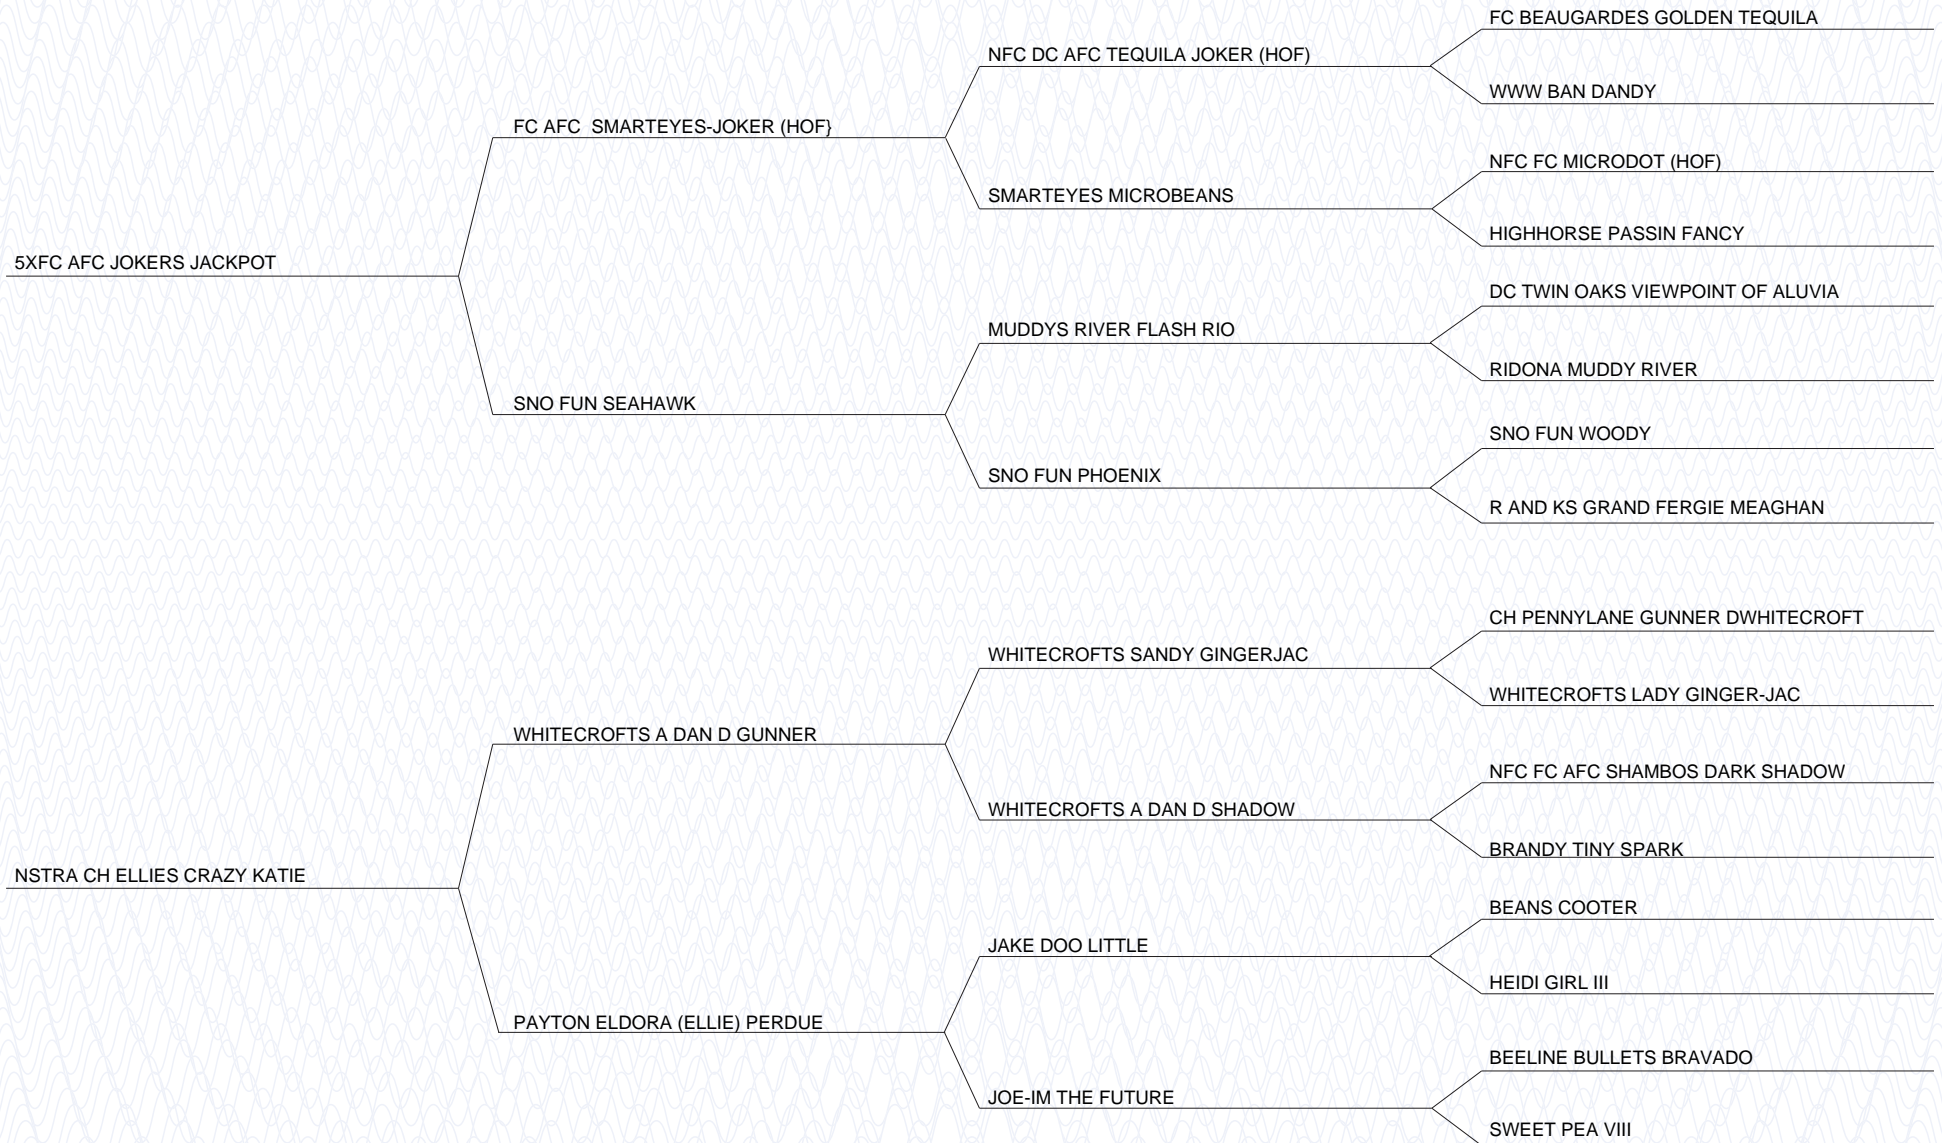 FC BEAUGARDES GOLDEN TEQUILA
NFC DC AFC TEQUILA JOKER (HOF)
WWW BAN DANDY
FC AFC  SMARTEYES-JOKER (HOF}
NFC FC MICRODOT (HOF)
SMARTEYES MICROBEANS
HIGHHORSE PASSIN FANCY
5XFC AFC JOKERS JACKPOT
DC TWIN OAKS VIEWPOINT OF ALUVIA
MUDDYS RIVER FLASH RIO
RIDONA MUDDY RIVER
SNO FUN SEAHAWK
SNO FUN WOODY
SNO FUN PHOENIX
R AND KS GRAND FERGIE MEAGHAN
CH PENNYLANE GUNNER DWHITECROFT
WHITECROFTS SANDY GINGERJAC
WHITECROFTS LADY GINGER-JAC
WHITECROFTS A DAN D GUNNER
NFC FC AFC SHAMBOS DARK SHADOW
WHITECROFTS A DAN D SHADOW
BRANDY TINY SPARK
NSTRA CH ELLIES CRAZY KATIE
BEANS COOTER
JAKE DOO LITTLE
HEIDI GIRL III
PAYTON ELDORA (ELLIE) PERDUE
BEELINE BULLETS BRAVADO
JOE-IM THE FUTURE
SWEET PEA VIII